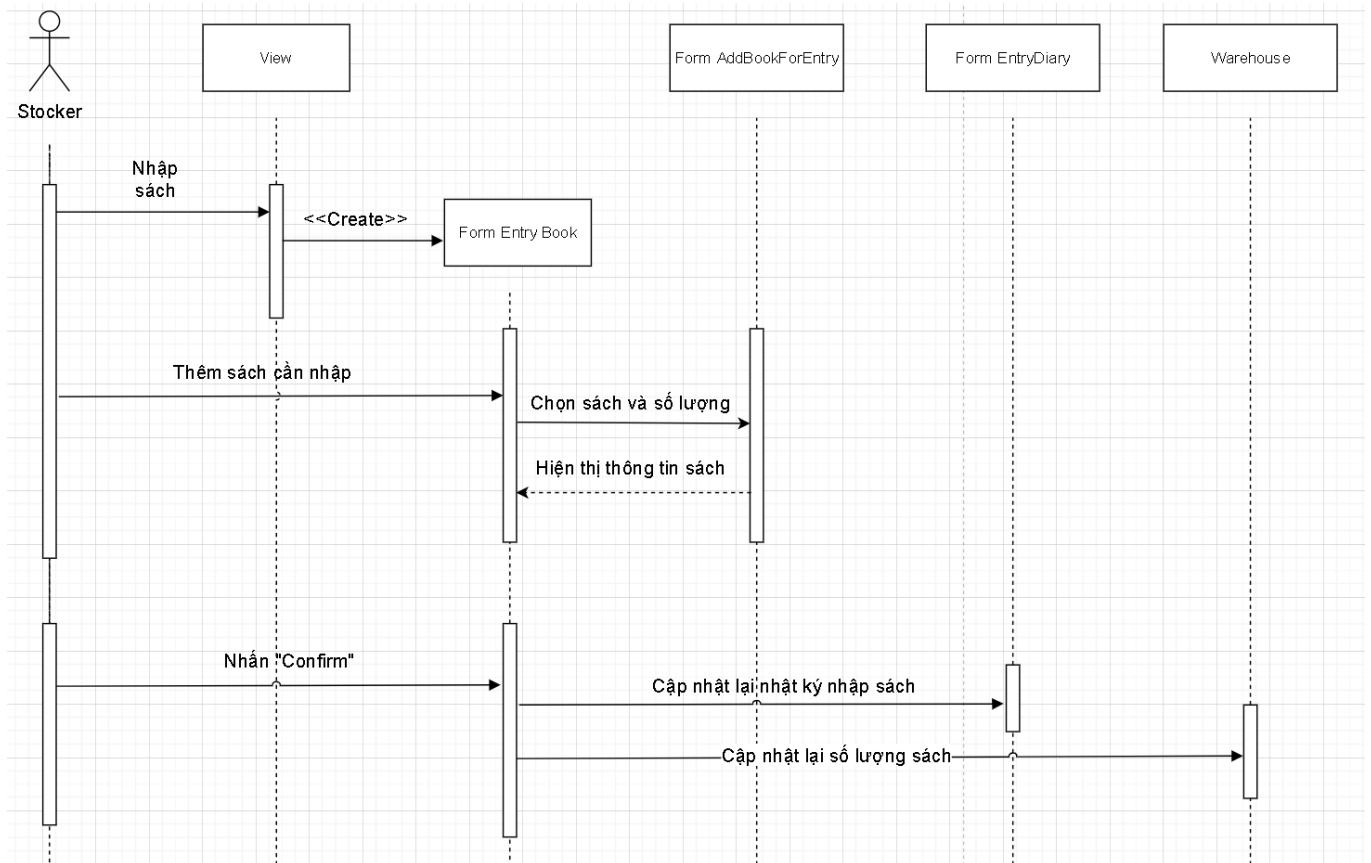 View
Form AddBookForEntry
Form EntryDiary
Warehouse
Stocker
Nhập
sách
<<Create>>
Form Entry Book
Thêm sách cần nhập
Chọn sách và số lượng
Hiện thị thông tin sách
Nhấn "Confirm"
Cập nhật lại nhật ký nhập sách
Cập nhật lại số lượng sách